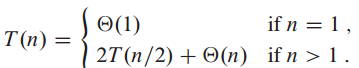 T(n) = { Θ(1) if n = 1 ,
2T(n/2) + Θ(n) if n > 1 .